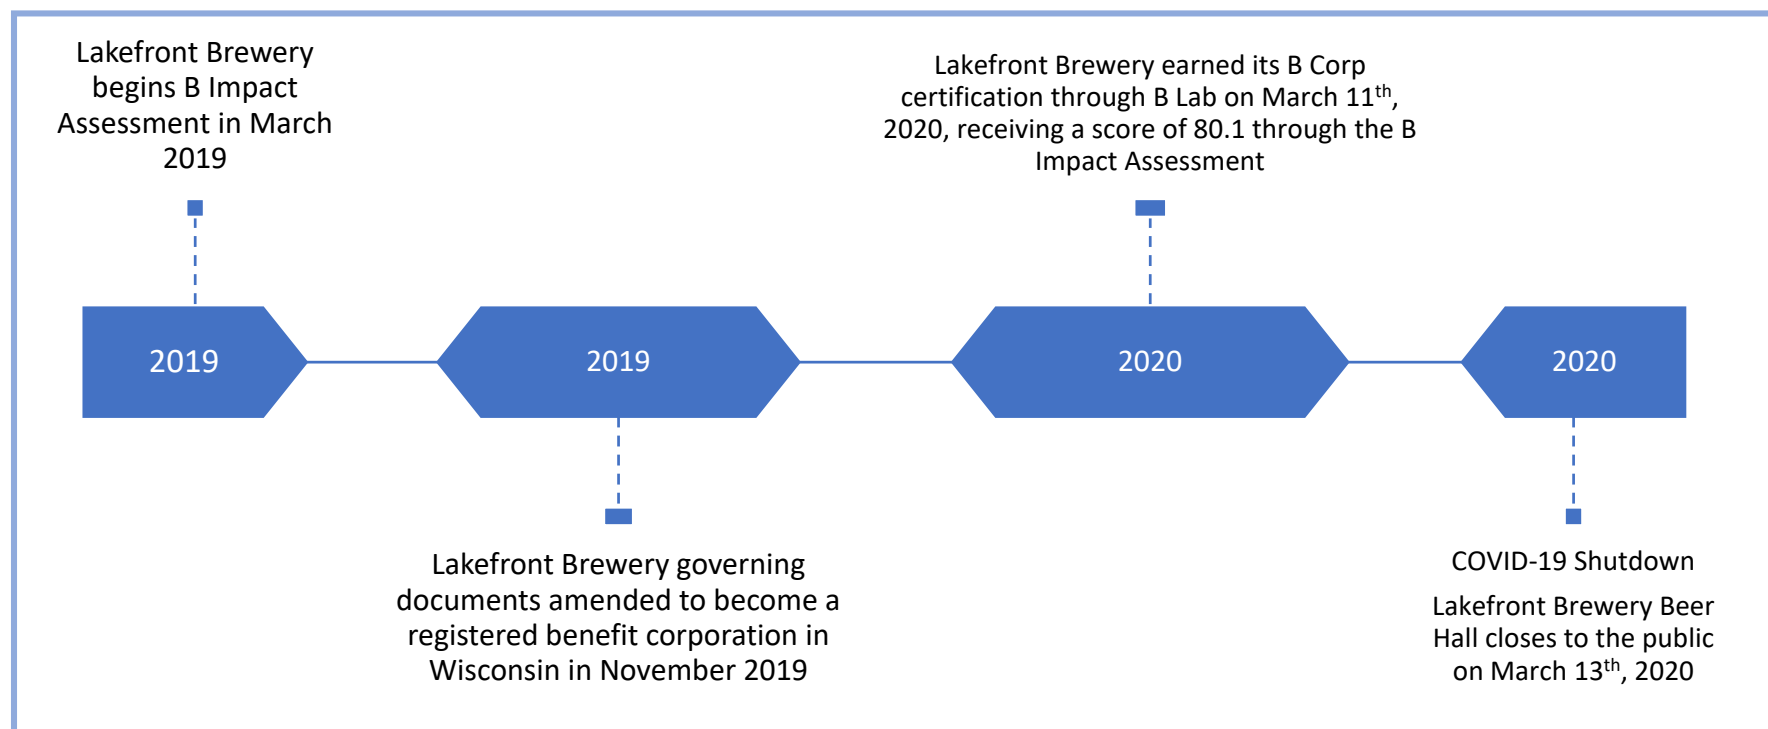 Lakefront Brewery
begins B Impact
Assessment in March
2019
Lakefront Brewery earned its B Corp
certification through B Lab on March 11th,
2020, receiving a score of 80.1 through the B
Impact Assessment
2019
2019
2020
2020
Lakefront Brewery governing
documents amended to become a
registered benefit corporation in
Wisconsin in November 2019
COVID-19 Shutdown
Lakefront Brewery Beer
Hall closes to the public
on March 13th, 2020